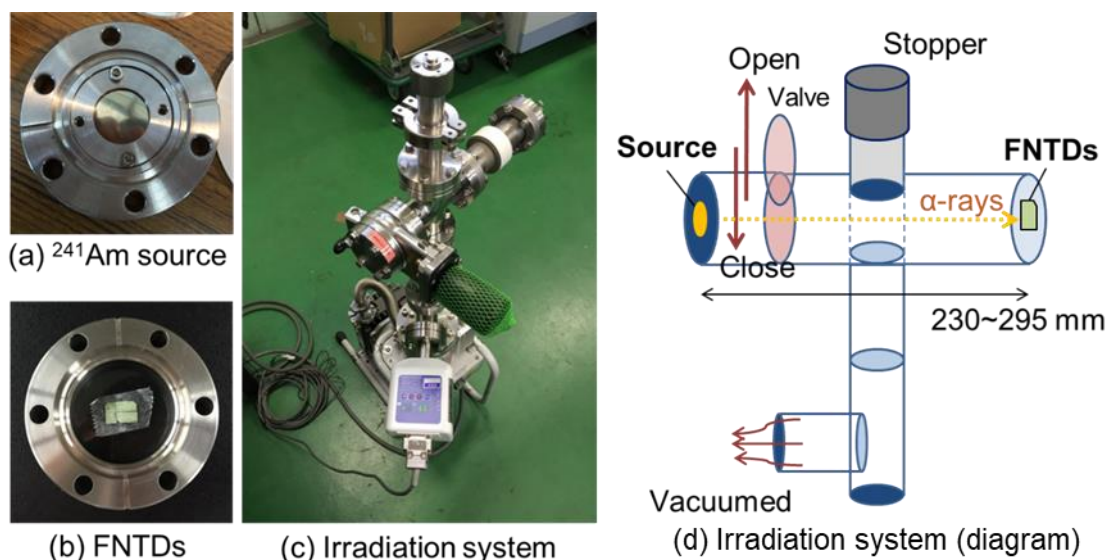 (a) ²⁴¹Am source
(b) FNTDs
(c) Irradiation system
Stopper
Open
Valve
Source
FNTDs
α-rays
Close
230~295 mm
Vacuumed
(d) Irradiation system (diagram)